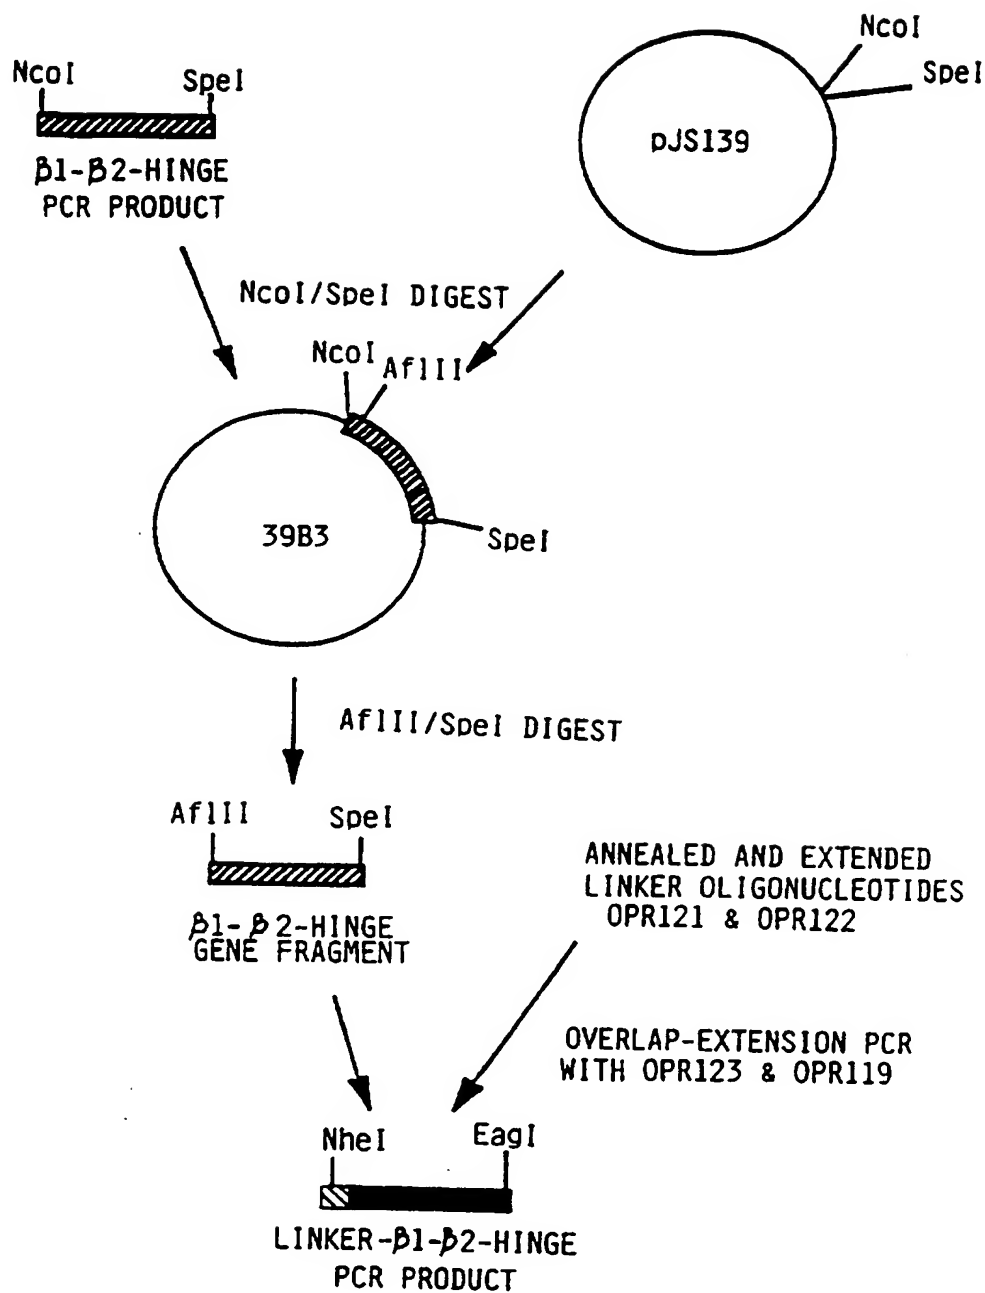 NcoI
SpeI
β1-β2-HINGE
PCR PRODUCT
NcoI
SpeI
pJS139
NcoI/SpeI DIGEST
NcoI
AflII
39B3
SpeI
AflII/SpeI DIGEST
AflII
SpeI
β1-β2-HINGE
GENE FRAGMENT
ANNEALED AND EXTENDED
LINKER OLIGONUCLEOTIDES
OPR121 & OPR122
OVERLAP-EXTENSION PCR
WITH OPR123 & OPR119
NheI
EagI
LINKER-β1-β2-HINGE
PCR PRODUCT